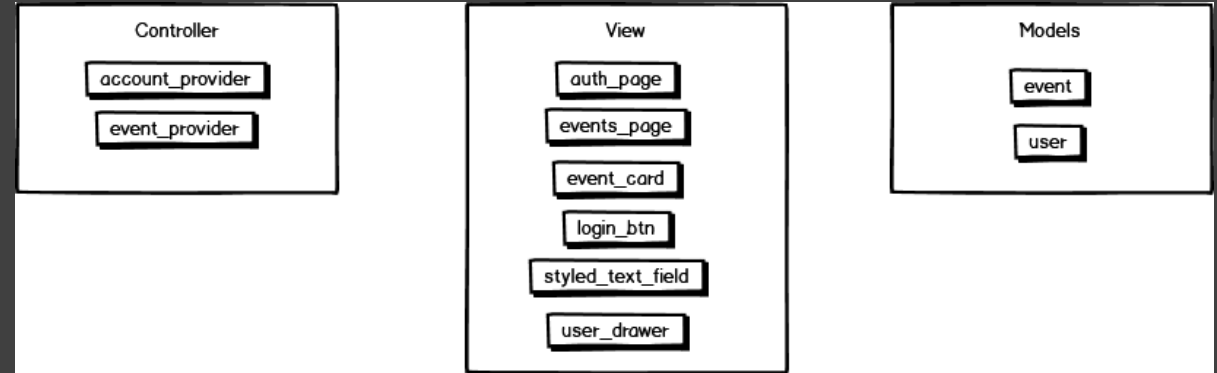 Controller
account_provider
event_provider
View
auth_page
events_page
event_card
login_btn
styled_text_field
user_drawer
Models
event
user